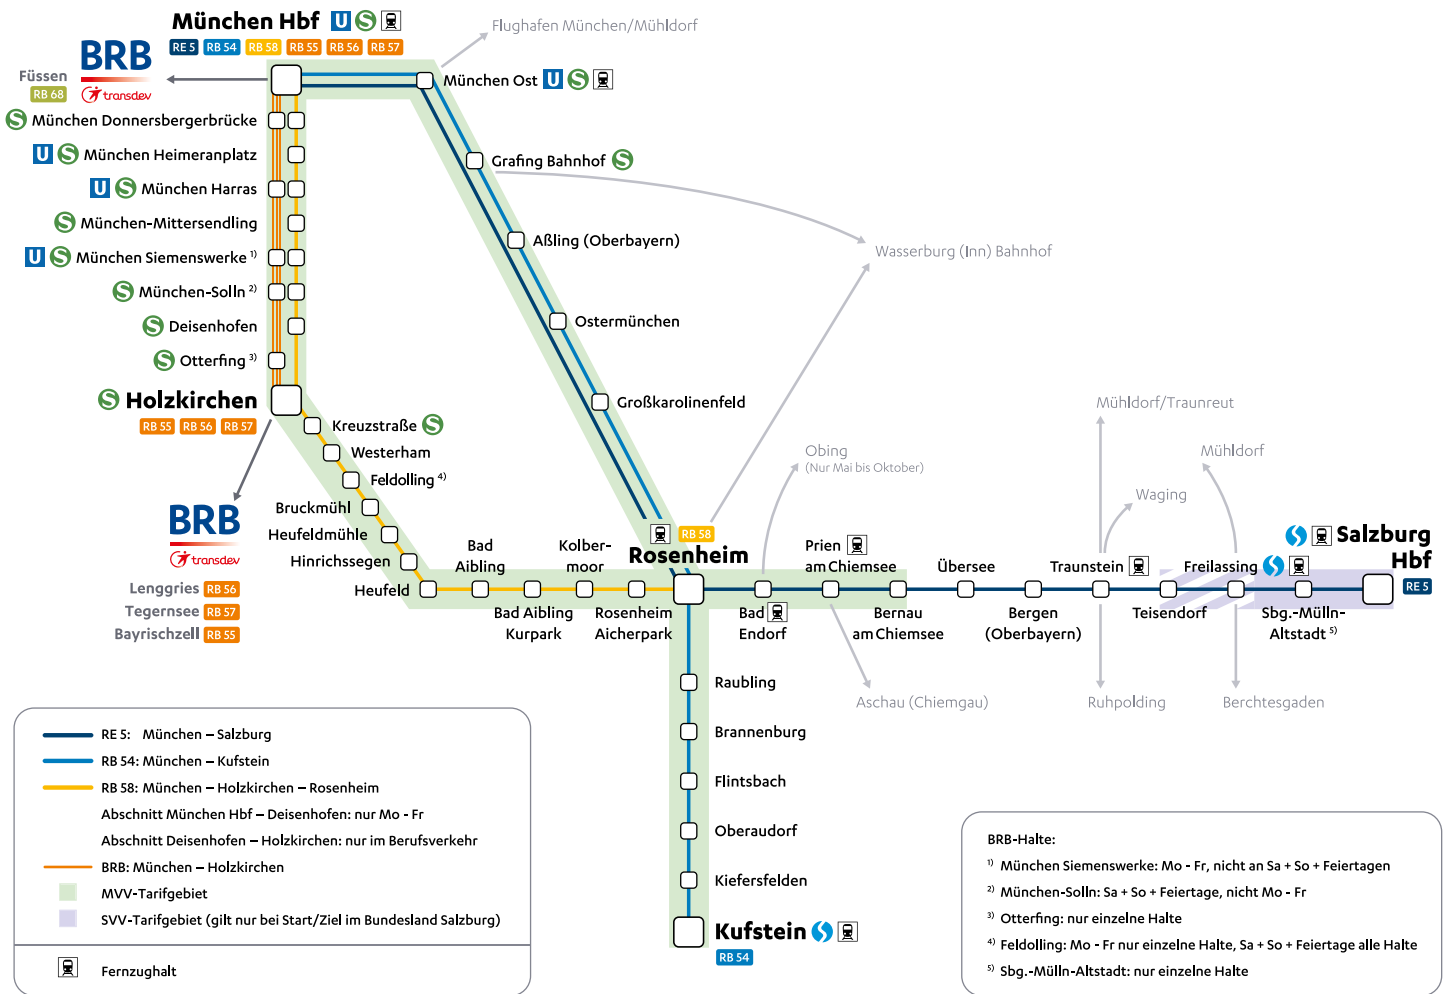 München Hbf U S
RE 5 RB 54 RB 58 RB 55 RB 56 RB 57
Flughafen München/Mühldorf
BRB
transdev
Füssen
RB 68
München Ost U S
S München Donnersbergerbrücke
U S München Heimeranplatz
U S München Harras
S München-Mittersendling
U S München Siemenswerke 1)
S München-Solln 2)
S Deisenhofen
S Otterfing 3)
S Holzkirchen
RB 55 RB 56 RB 57
Grafing Bahnhof S
Aßling (Oberbayern)
Ostermünchen
Großkarolinenfeld
Wasserburg (Inn) Bahnhof
Kreuzstraße S
Westerham
Feldolling 4)
Bruckmühl
Heufeldmühle
Hinrichssegen
Heufeld
BRB
transdev
Lenggries RB 56
Tegernsee RB 57
Bayrischzell RB 55
Bad
Aibling
Bad Aibling
Kurpark
Kolber-
moor
Rosenheim
Aicherpark
RB 58
Rosenheim
Obing
(Nur Mai bis Oktober)
Bad
Endorf
Prien
am Chiemsee
Bernau
am Chiemsee
Übersee
Bergen
(Oberbayern)
Mühldorf/Traunreut
Waging
Traunstein
Teisendorf
Mühldorf
Freilassing S
Sbg.-Mülln-
Altstadt 5)
S Salzburg
Hbf
RE 5
Aschau (Chiemgau)
Ruhpolding
Berchtesgaden
Raubling
Brannenburg
Flintsbach
Oberaudorf
Kiefersfelden
Kufstein S
RB 54
RE 5: München – Salzburg
RB 54: München – Kufstein
RB 58: München – Holzkirchen – Rosenheim
Abschnitt München Hbf – Deisenhofen: nur Mo - Fr
Abschnitt Deisenhofen – Holzkirchen: nur im Berufsverkehr
BRB: München – Holzkirchen
MVV-Tarifgebiet
SVV-Tarifgebiet (gilt nur bei Start/Ziel im Bundesland Salzburg)
Fernzughalt
BRB-Halte:
1) München Siemenswerke: Mo - Fr, nicht an Sa + So + Feiertagen
2) München-Solln: Sa + So + Feiertage, nicht Mo - Fr
3) Otterfing: nur einzelne Halte
4) Feldolling: Mo - Fr nur einzelne Halte, Sa + So + Feiertage alle Halte
5) Sbg.-Mülln-Altstadt: nur einzelne Halte